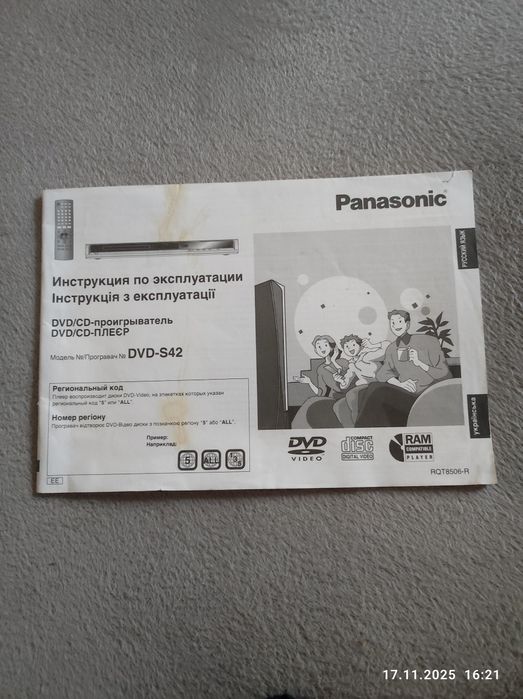 Panasonic
РУССКИЙ ЯЗЫК
Инструкция по эксплуатации
Інструкція з експлуатації
DVD/CD-проигрыватель
DVD/CD-ПЛЕЄР
Модель №/Програвач № DVD-S42
Региональный код
Плеер воспроизводит диски DVD-Video, на этикетках которых указан
региональный код "5" или "ALL".
Номер регіону
Програвач відтворює DVD-Відео диски з позначкою регіону "5" або "ALL".
Пример:
Наприклад:
5
ALL
українська
DVD
VIDEO
COMPACT
disc
DIGITAL VIDEO
RAM
COMPATIBLE
PLAYER
EE
RQT8506-R
17.11.2025 16:21